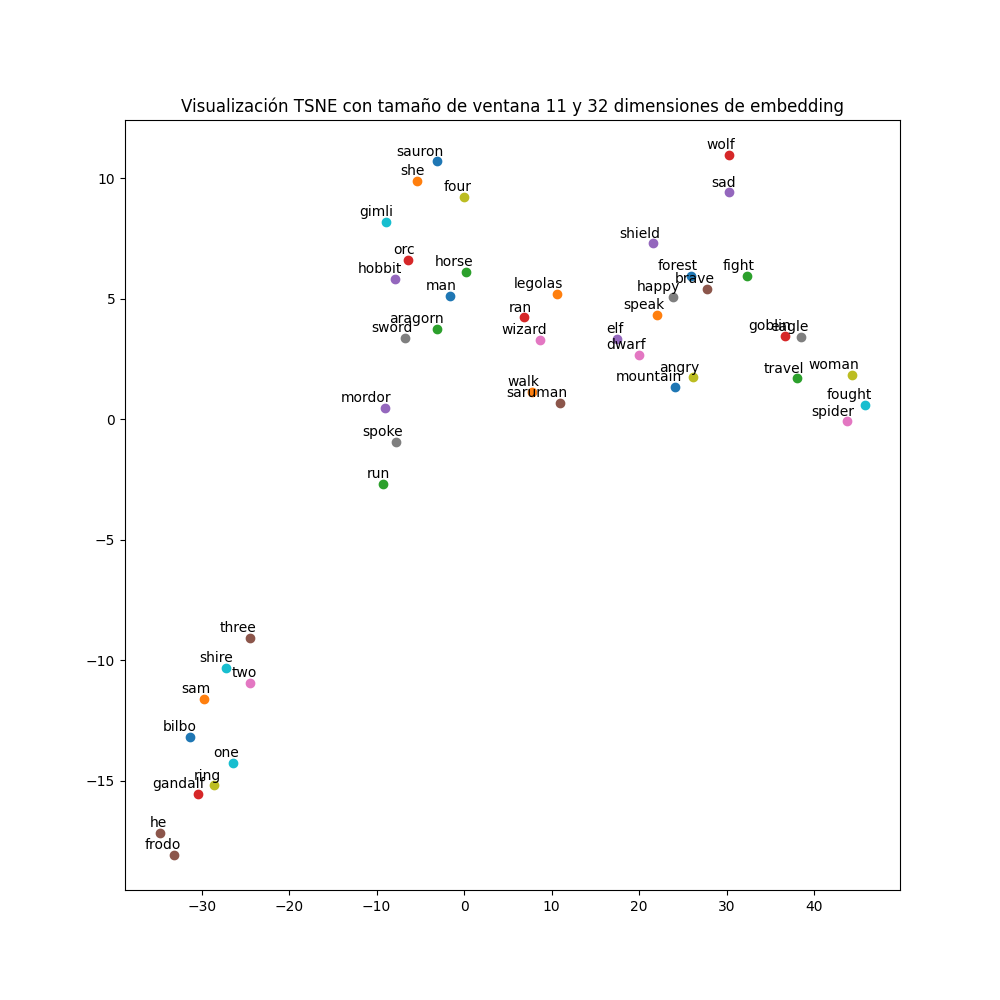 Visualización TSNE con tamaño de ventana 11 y 32 dimensiones de embedding
wolf
sauron
she
sad
four
gimli
shield
orc
horse
hobbit
forest
fight
brave
man
happy
legolas
speak
ran
aragorn
sword
wizard
elf
goblin
eagle
dwarf
angry
travel
woman
mountain
walk
saruman
fought
mordor
spider
spoke
run
three
shire
two
sam
bilbo
one
ring
gandalf
he
frodo
10
5
0
−5
−10
−15
−30
−20
−10
0
10
20
30
40